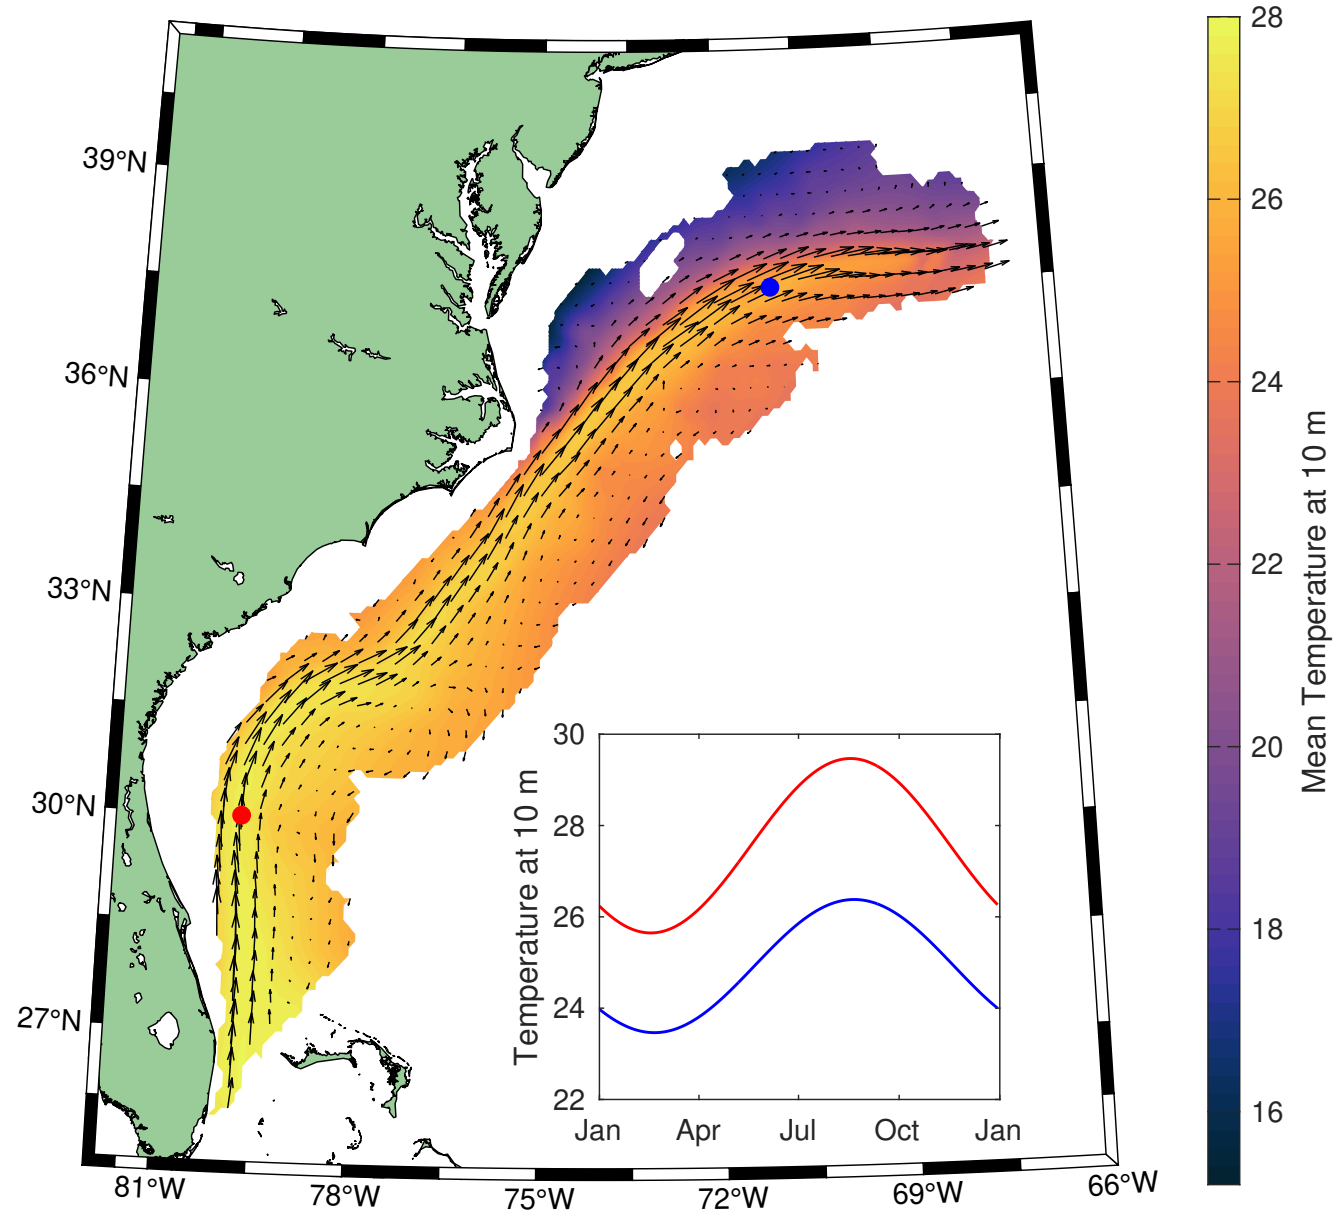 39°N
36°N
33°N
30°N
27°N
81°W
78°W
75°W
72°W
69°W
66°W
30
28
26
24
22
Temperature at 10 m
Jan
Apr
Jul
Oct
Jan
28
26
24
22
20
18
16
Mean Temperature at 10 m